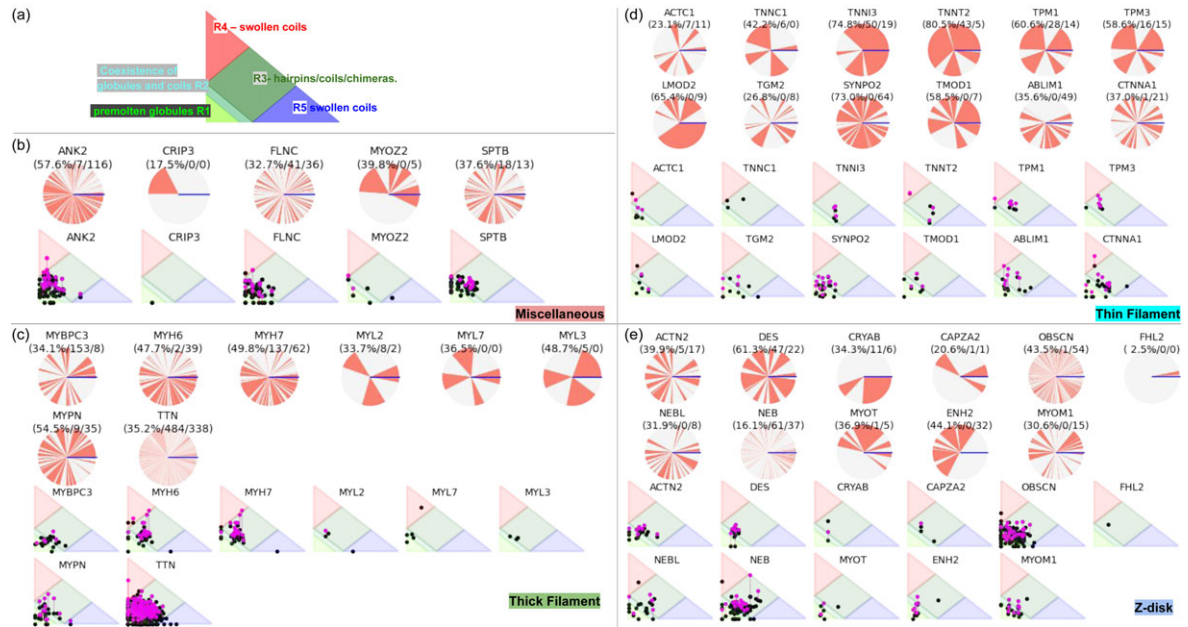 (a)
R4 – swollen coils
Coexistence of
globules and coils R2
R3- hairpins/coils/chimeras.
premolten globules R1
R5 swollen coils
(b)
ANK2 CRIP3 FLNC MYOZ2 SPTB
(57.6%/7/116) (17.5%/0/0) (32.7%/41/36) (39.8%/0/5) (37.6%/18/13)
ANK2 CRIP3 FLNC MYOZ2 SPTB
Miscellaneous
(c)
MYBPC3 MYH6 MYH7 MYL2 MYL7 MYL3
(34.1%/153/8) (47.7%/2/39) (49.8%/137/62) (33.7%/8/2) (36.5%/0/0) (48.7%/5/0)
MYPN TTN
(54.5%/9/35) (35.2%/484/338)
MYBPC3 MYH6 MYH7 MYL2 MYL7 MYL3
MYPN TTN
Thick Filament
(d)
ACTC1 TNNC1 TNNI3 TNNT2 TPM1 TPM3
(23.1%/7/11) (42.2%/6/0) (74.8%/50/19) (80.5%/43/5) (60.6%/28/14) (58.6%/16/15)
LMOD2 TGM2 SYNPO2 TMOD1 ABLIM1 CTNNA1
(65.4%/0/9) (26.8%/0/8) (73.0%/0/64) (58.5%/0/7) (35.6%/0/49) (37.0%/1/21)
ACTC1 TNNC1 TNNI3 TNNT2 TPM1 TPM3
LMOD2 TGM2 SYNPO2 TMOD1 ABLIM1 CTNNA1
Thin Filament
(e)
ACTN2 DES CRYAB CAPZA2 OBSCN FHL2
(39.9%/5/17) (61.3%/47/22) (34.3%/11/6) (20.6%/1/1) (43.5%/1/54) ( 2.5%/0/0)
NEBL NEB MYOT ENH2 MYOM1
(31.9%/0/8) (16.1%/61/37) (36.9%/1/5) (44.1%/0/32) (30.6%/0/15)
ACTN2 DES CRYAB CAPZA2 OBSCN FHL2
NEBL NEB MYOT ENH2 MYOM1
Z-disk